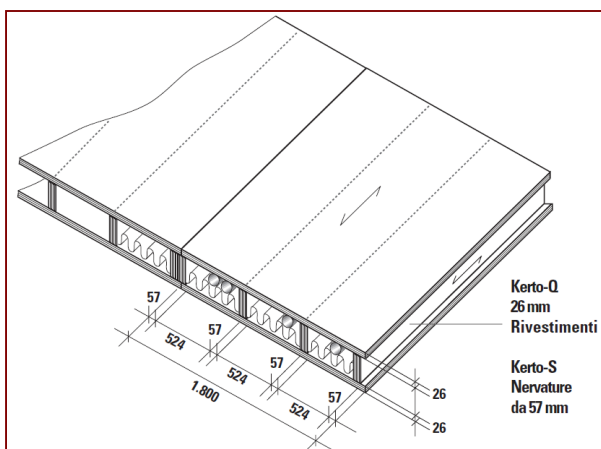 Kerto-Q
26 mm
Rivestimenti
Kerto-S
Nervature
da 57 mm
57
524
57
524
57
524
57
1.800
26
26